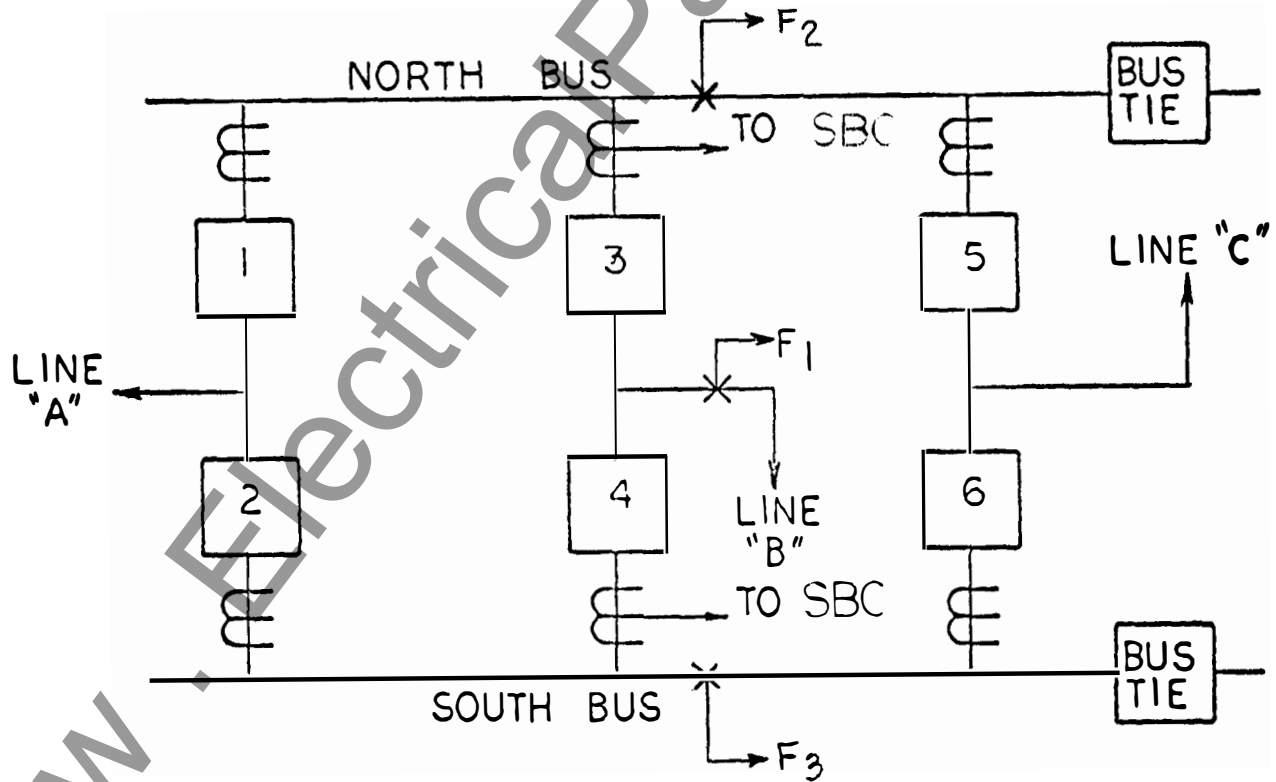 F2
NORTH BUS
BUS TIE
TO SBC
1
3
5
LINE "C"
F1
LINE "A"
2
4
6
LINE "B"
TO SBC
BUS TIE
SOUTH BUS
F3
w . ElectricalPa